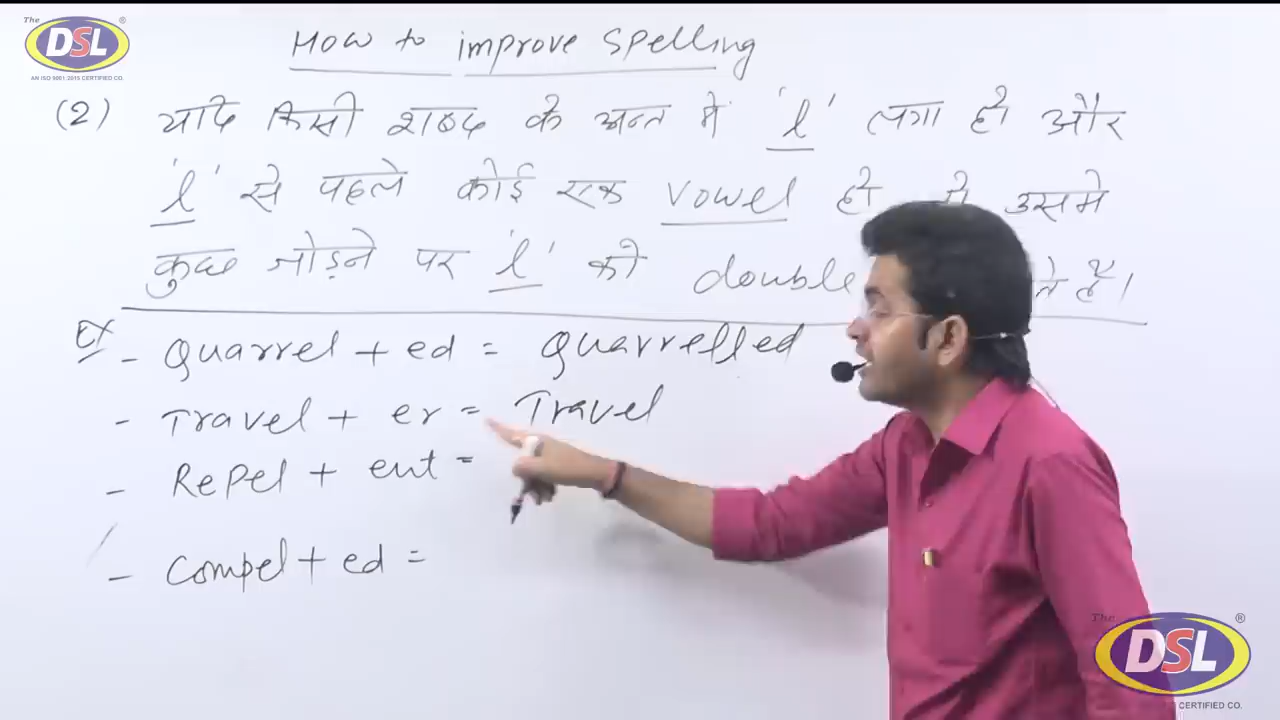 The
DSL
®
AN ISO 9001:2015 CERTIFIED CO.
How to improve spelling
(2) यदि किसी शब्द के अन्त मे 'l' लगा हो और
'l' से पहले कोई एक vowel हो उसमे
कुछ जोड़ने पर 'l' को double हैं।
Ex
- Quarrel + ed = Quarrelled
- Travel + er = Travel
- Repel + ent =
- Compel + ed =
The
DSL
®
CERTIFIED CO.